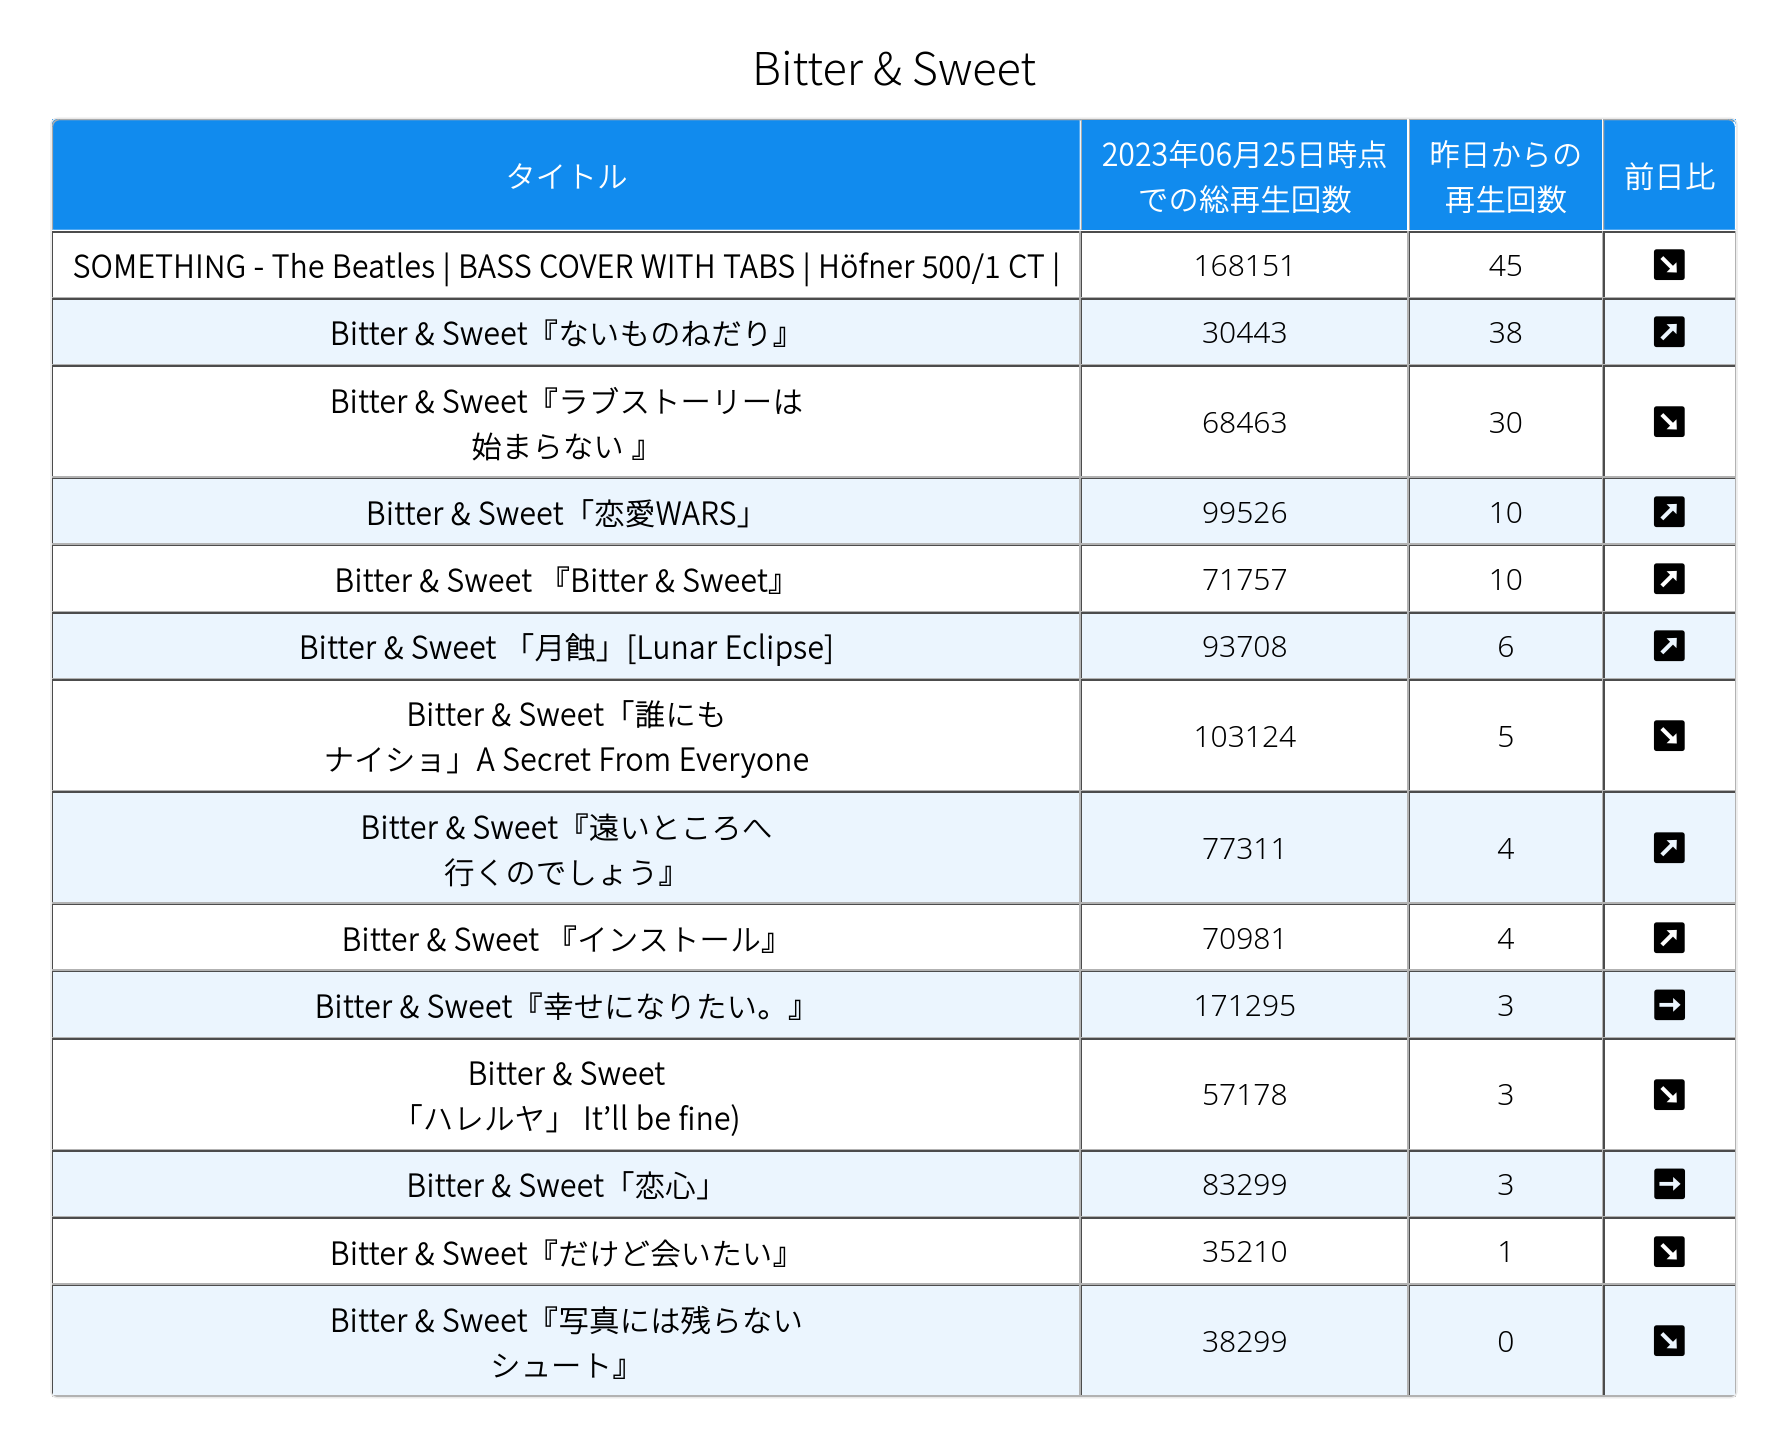 Bitter & Sweet
タイトル
2023年06月25日時点
での総再生回数
昨日からの
再生回数
前日比
SOMETHING - The Beatles | BASS COVER WITH TABS | Höfner 500/1 CT |
168151
45
Bitter & Sweet『ないものねだり』
30443
38
Bitter & Sweet『ラブストーリーは
始まらない 』
68463
30
Bitter & Sweet「恋愛WARS」
99526
10
Bitter & Sweet 『Bitter & Sweet』
71757
10
Bitter & Sweet 「月蝕」[Lunar Eclipse]
93708
6
Bitter & Sweet「誰にも
ナイショ」A Secret From Everyone
103124
5
Bitter & Sweet『遠いところへ
行くのでしょう』
77311
4
Bitter & Sweet 『インストール』
70981
4
Bitter & Sweet『幸せになりたい。』
171295
3
Bitter & Sweet
「ハレルヤ」 It’ll be fine)
57178
3
Bitter & Sweet「恋心」
83299
3
Bitter & Sweet『だけど会いたい』
35210
1
Bitter & Sweet『写真には残らない
シュート』
38299
0